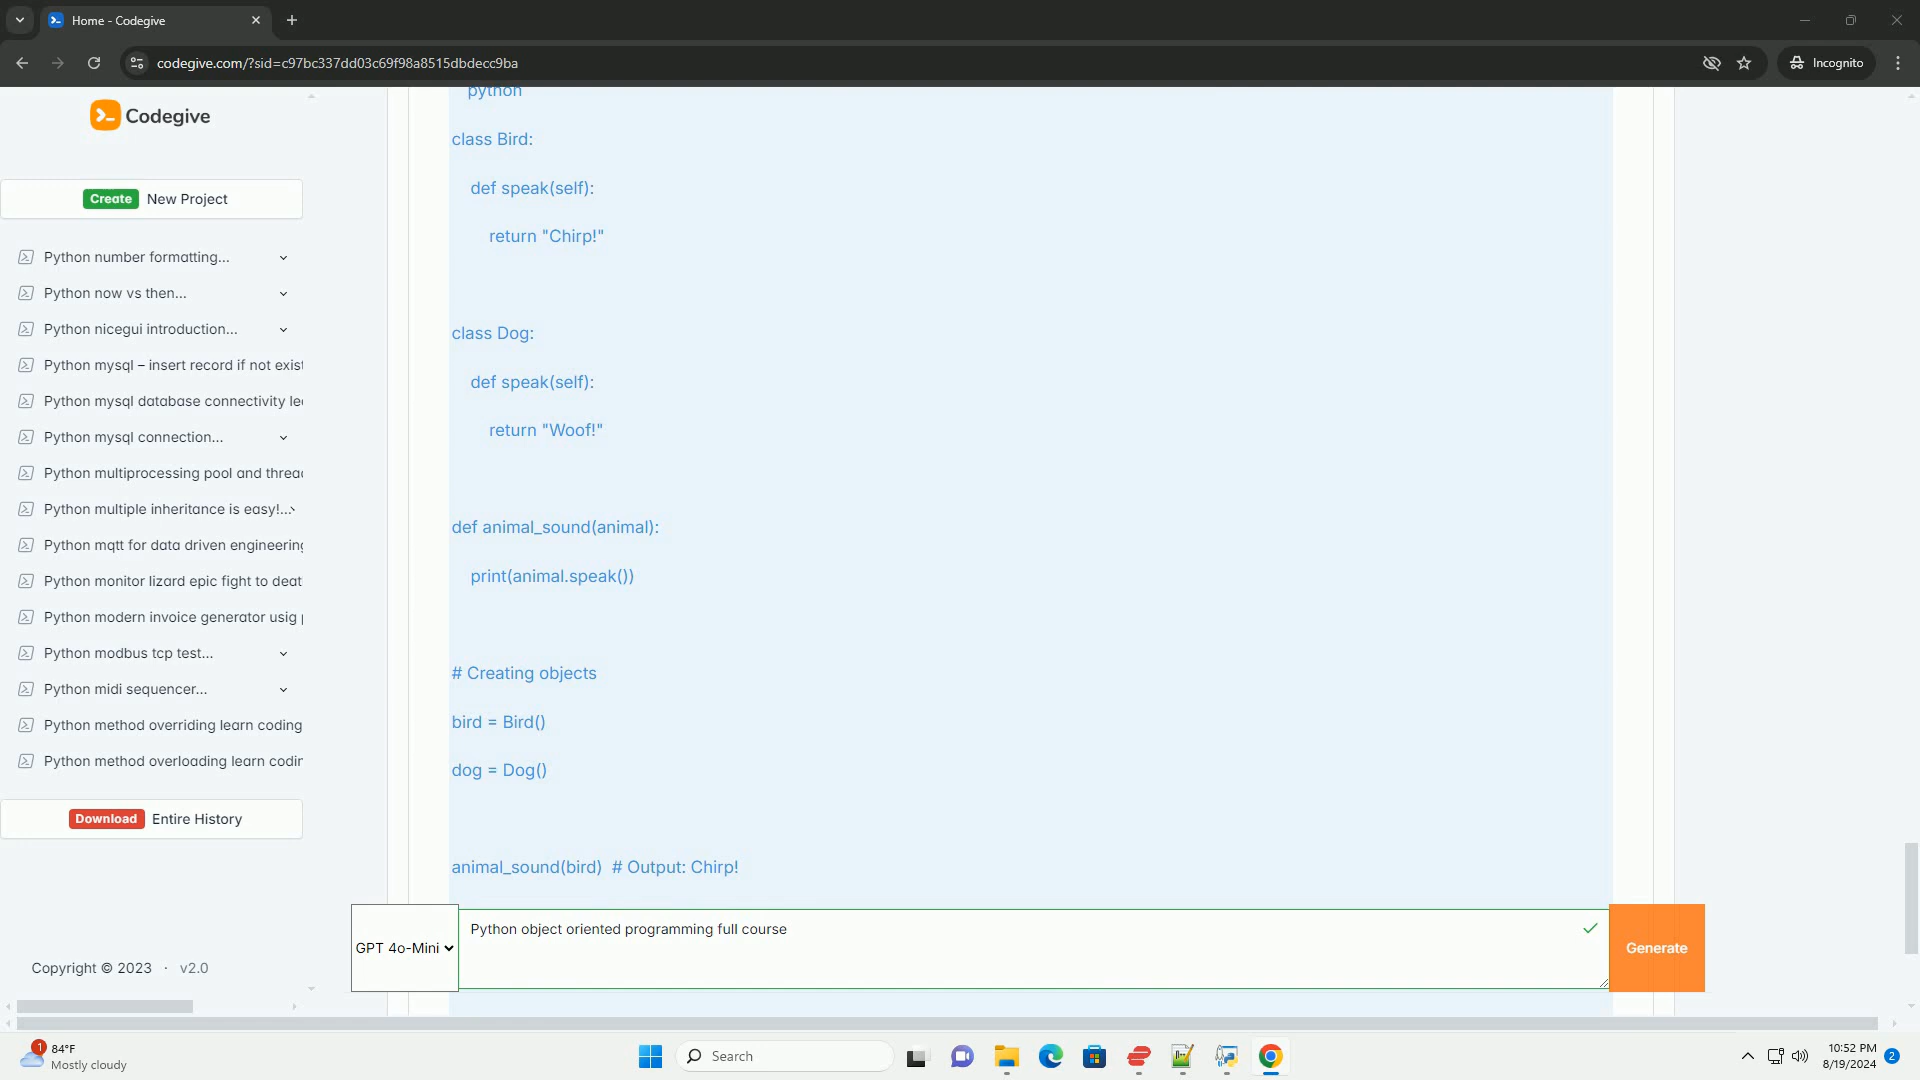 Home - Codegive
codegive.com/?sid=c97bc337dd03c69f98a8515dbdecc9ba
Incognito
Codegive
Create New Project
Python number formatting...
Python now vs then...
Python nicegui introduction...
Python mysql – insert record if not exist
Python mysql database connectivity le
Python mysql connection...
Python multiprocessing pool and threa
Python multiple inheritance is easy!...
Python mqtt for data driven engineering
Python monitor lizard epic fight to deat
Python modern invoice generator usig p
Python modbus tcp test...
Python midi sequencer...
Python method overriding learn coding
Python method overloading learn codin
Download Entire History
Copyright © 2023 · v2.0
python
class Bird:
def speak(self):
return "Chirp!"
class Dog:
def speak(self):
return "Woof!"
def animal_sound(animal):
print(animal.speak())
# Creating objects
bird = Bird()
dog = Dog()
animal_sound(bird)  # Output: Chirp!
GPT 4o-Mini
Python object oriented programming full course
Generate
1
84°F
Mostly cloudy
Search
10:52 PM
8/19/2024
2